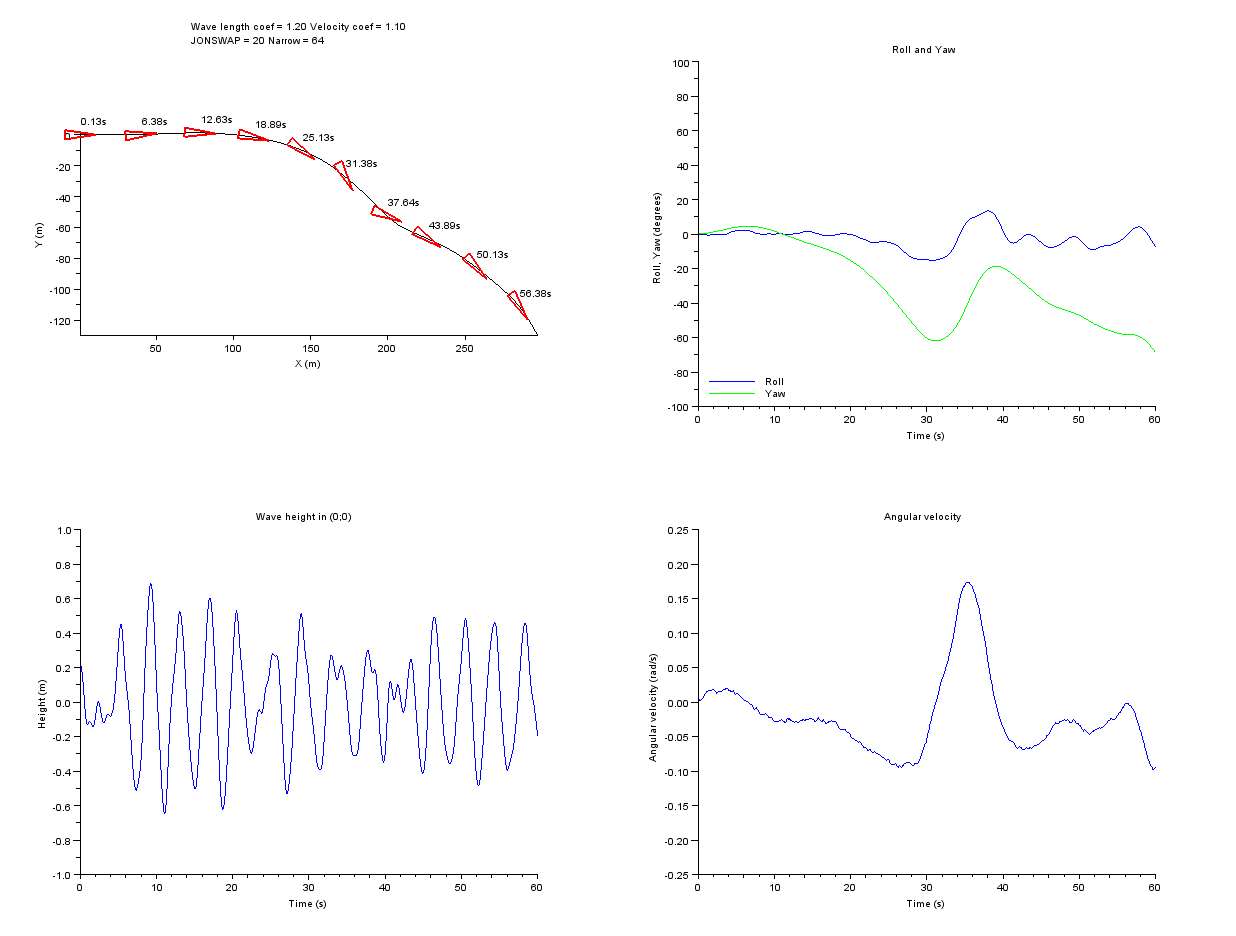 Wave length coef = 1.20 Velocity coef = 1.10
JONSWAP = 20 Narrow = 64
0.13s
6.38s
12.63s
18.89s
25.13s
31.38s
37.64s
43.89s
50.13s
56.38s
-20
-40
-60
-80
-100
-120
Y (m)
50
100
150
200
250
X (m)
Roll and Yaw
100
80
60
40
20
0
-20
-40
-60
-80
-100
Roll, Yaw (degrees)
Roll
Yaw
0
10
20
30
40
50
60
Time (s)
Wave height in (0;0)
1.0
0.8
0.6
0.4
0.2
0.0
-0.2
-0.4
-0.6
-0.8
-1.0
Height (m)
0
10
20
30
40
50
60
Time (s)
Angular velocity
0.25
0.20
0.15
0.10
0.05
0.00
-0.05
-0.10
-0.15
-0.20
-0.25
Angular velocity (rad/s)
0
10
20
30
40
50
60
Time (s)